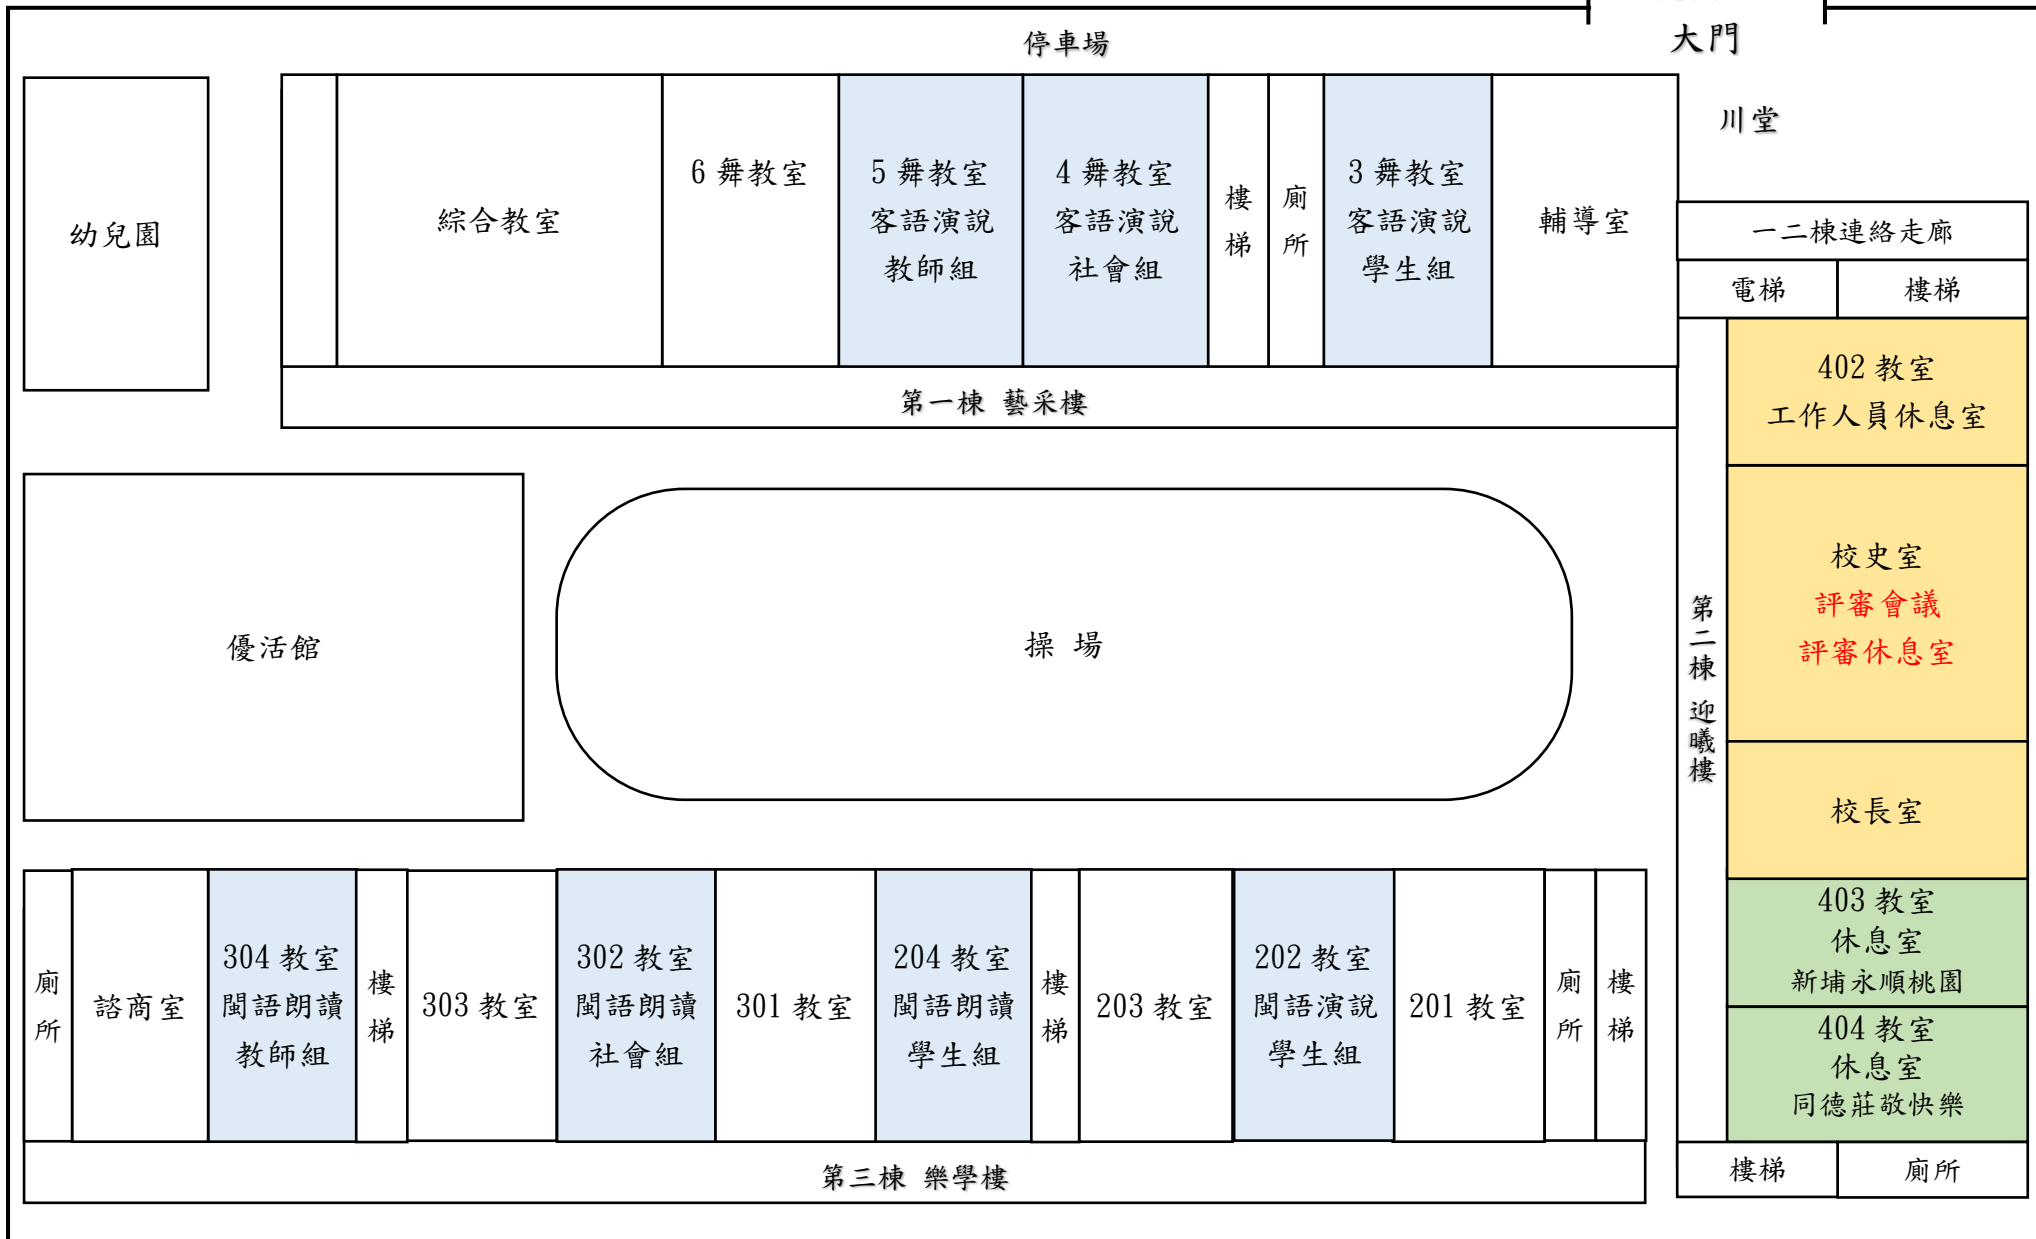 停車場
大門
川堂
幼兒園
綜合教室
6 舞教室
5 舞教室
客語演說
教師組
4 舞教室
客語演說
社會組
樓梯
廁所
3 舞教室
客語演說
學生組
輔導室
第一棟 藝采樓
一二棟連絡走廊
電梯
樓梯
402 教室
工作人員休息室
校史室
評審會議
評審休息室
校長室
403 教室
休息室
新埔永順桃園
404 教室
休息室
同德莊敬快樂
樓梯
廁所
第二棟 迎曦樓
優活館
操 場
廁所
諮商室
304 教室
閩語朗讀
教師組
樓梯
303 教室
302 教室
閩語朗讀
社會組
301 教室
204 教室
閩語朗讀
學生組
樓梯
203 教室
202 教室
閩語演說
學生組
201 教室
廁所
樓梯
第三棟 樂學樓